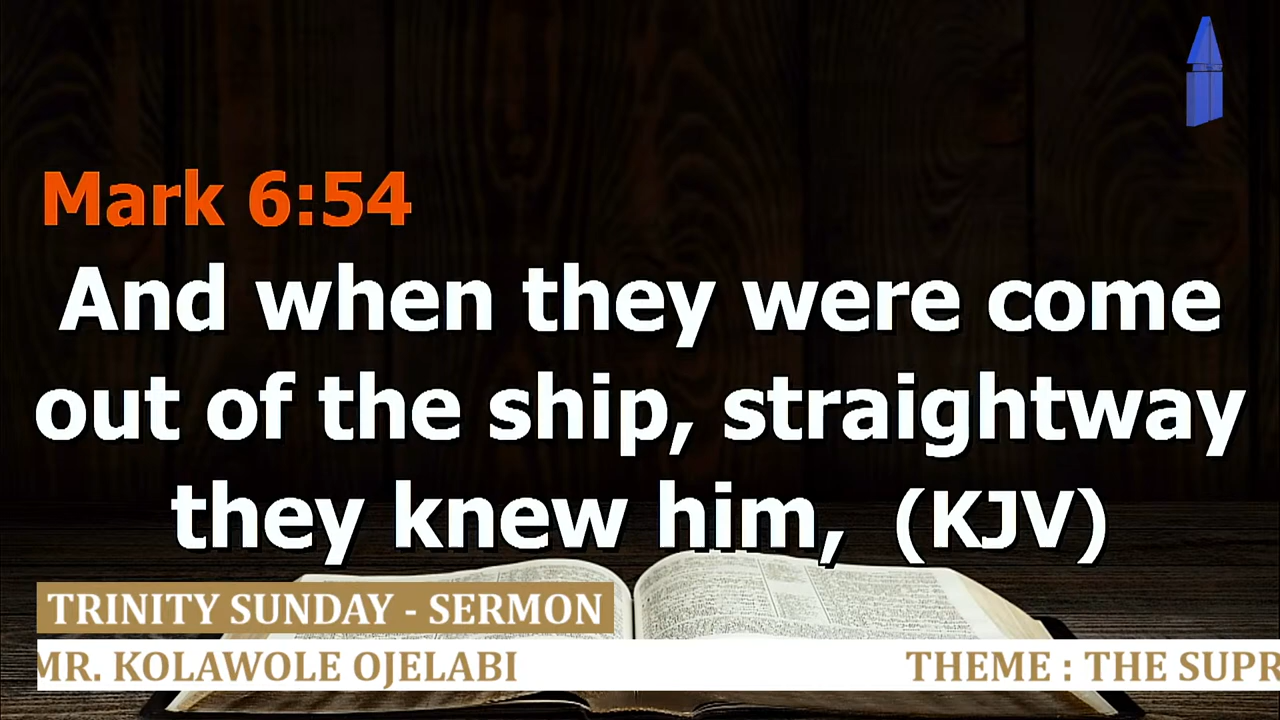 Mark 6:54
And when they were come
out of the ship, straightway
they knew him, (KJV)
TRINITY SUNDAY - SERMON
MR. KOLAWOLE OJELABI THEME : THE SUPR